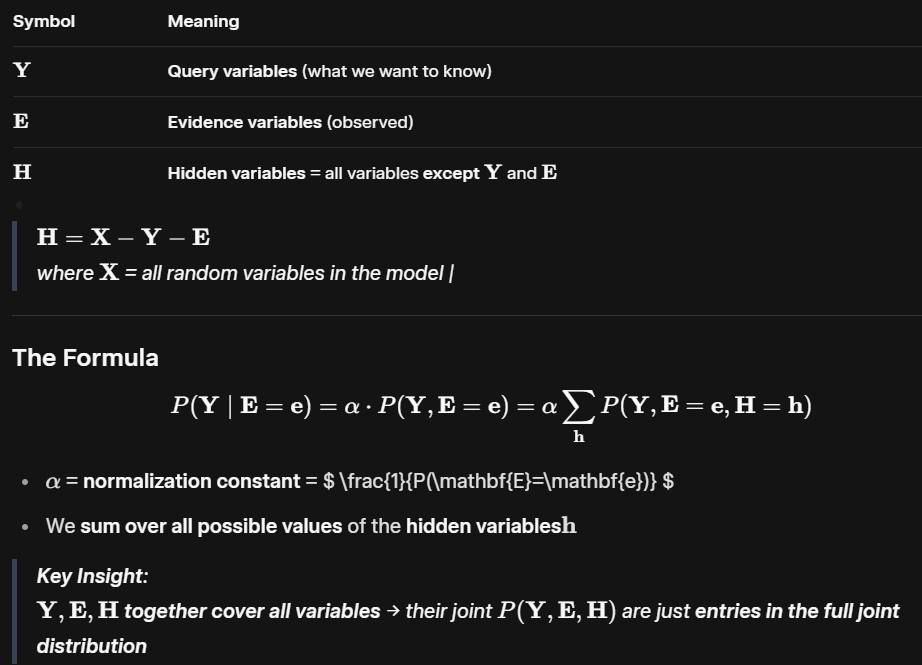 Symbol Meaning
Y Query variables (what we want to know)
E Evidence variables (observed)
H Hidden variables = all variables except Y and E
H = X − Y − E
where X = all random variables in the model |
The Formula
P(Y | E = e) = α · P(Y, E = e) = α ∑ P(Y, E = e, H = h)
h
• α = normalization constant = $ \frac{1}{P(\mathbf{E}=\mathbf{e})} $
• We sum over all possible values of the hidden variablesh
Key Insight:
Y, E, H together cover all variables → their joint P(Y, E, H) are just entries in the full joint
distribution